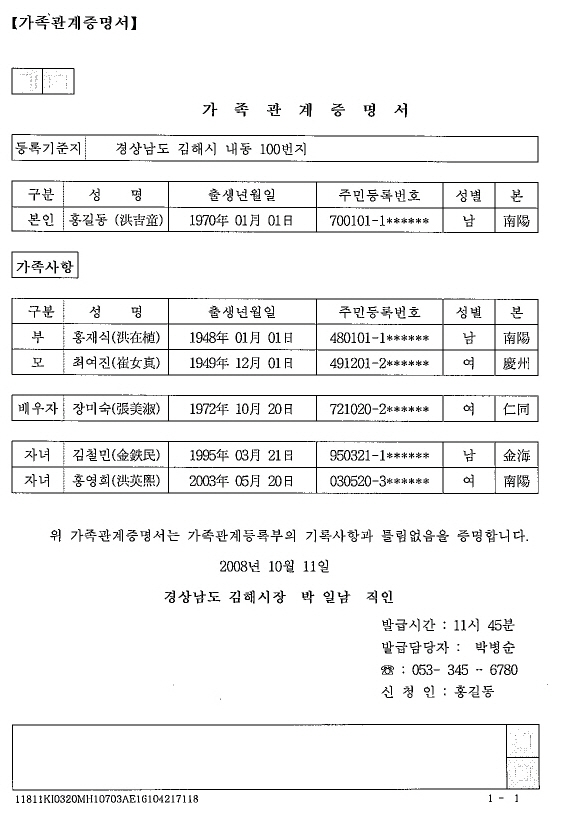 【가족관계증명서】
가 족 관 계 증 명 서
등록기준지 경상남도 김해시 내동 100번지
구분 성 명 출생년월일 주민등록번호 성별 본
본인 홍길동 (洪吉童) 1970年 01月 01日 700101-1****** 남 南陽
가족사항
구분 성 명 출생년월일 주민등록번호 성별 본
부 홍재식(洪在植) 1948年 01月 01日 480101-1****** 남 南陽
모 최여진(崔女真) 1949年 12月 01日 491201-2****** 여 慶州
배우자 장미숙(張美淑) 1972年 10月 20日 721020-2****** 여 仁同
자녀 김철민(金鉄民) 1995年 03月 21日 950321-1****** 남 金海
자녀 홍영희(洪英熙) 2003年 05月 20日 030520-3****** 여 南陽
위 가족관계증명서는 가족관계등록부의 기록사항과 틀림없음을 증명합니다.
2008년 10월 11일
경상남도 김해시장 박 일남 직인
발급시간 : 11시 45분
발급담당자 : 박병순
☎ : 053- 345 - 6780
신 청 인 : 홍길동
11811KI0320MH10703AE16104217118 1 - 1